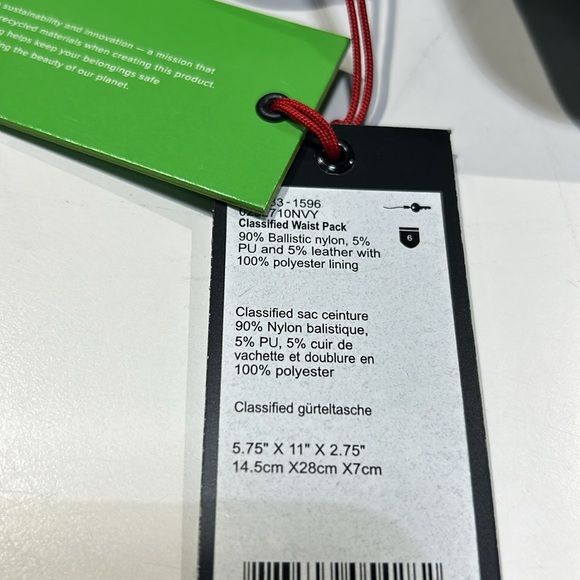 sustainability and innovation — a mission that
recycled materials when creating this product.
helps keep your belongings safe
the beauty of our planet.
33-1596
710NVY
Classified Waist Pack
90% Ballistic nylon, 5%
PU and 5% leather with
100% polyester lining
6
Classified sac ceinture
90% Nylon balistique,
5% PU, 5% cuir de
vachette et doublure en
100% polyester
Classified gürteltasche
5.75" X 11" X 2.75"
14.5cm X28cm X7cm